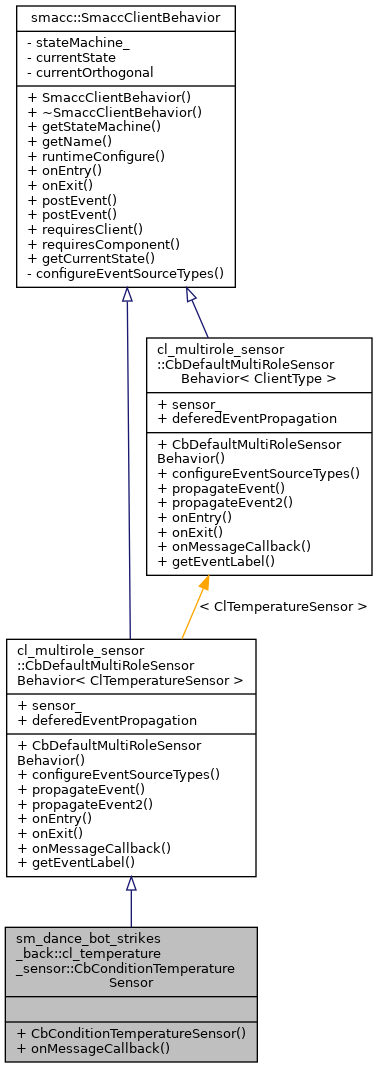 smacc::SmaccClientBehavior
- stateMachine_
- currentState
- currentOrthogonal
+ SmaccClientBehavior()
+ ~SmaccClientBehavior()
+ getStateMachine()
+ getName()
+ runtimeConfigure()
+ onEntry()
+ onExit()
+ postEvent()
+ postEvent()
+ requiresClient()
+ requiresComponent()
+ getCurrentState()
- configureEventSourceTypes()
cl_multirole_sensor
::CbDefaultMultiRoleSensor
Behavior< ClientType >
+ sensor_
+ deferedEventPropagation
+ CbDefaultMultiRoleSensor
Behavior()
+ configureEventSourceTypes()
+ propagateEvent()
+ propagateEvent2()
+ onEntry()
+ onExit()
+ onMessageCallback()
+ getEventLabel()
< ClTemperatureSensor >
cl_multirole_sensor
::CbDefaultMultiRoleSensor
Behavior< ClTemperatureSensor >
+ sensor_
+ deferedEventPropagation
+ CbDefaultMultiRoleSensor
Behavior()
+ configureEventSourceTypes()
+ propagateEvent()
+ propagateEvent2()
+ onEntry()
+ onExit()
+ onMessageCallback()
+ getEventLabel()
sm_dance_bot_strikes
_back::cl_temperature
_sensor::CbConditionTemperature
Sensor
+ CbConditionTemperatureSensor()
+ onMessageCallback()